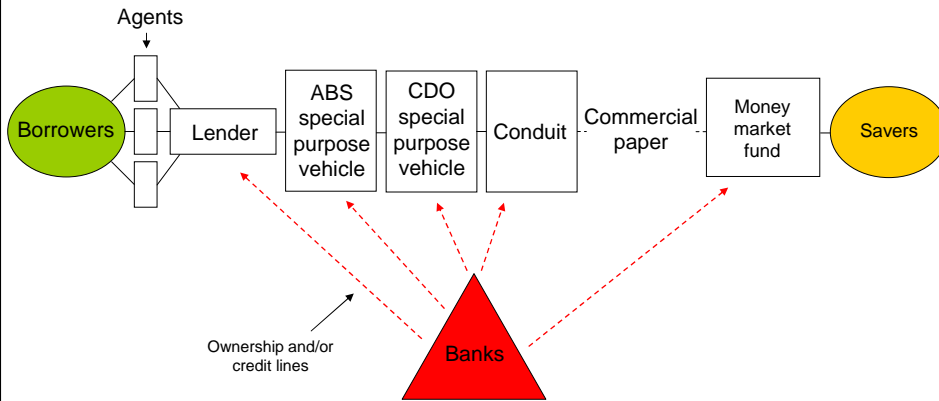 Agents
Borrowers
Lender
ABS
special
purpose
vehicle
CDO
special
purpose
vehicle
Conduit
Commercial
paper
Money
market
fund
Savers
Ownership and/or
credit lines
Banks